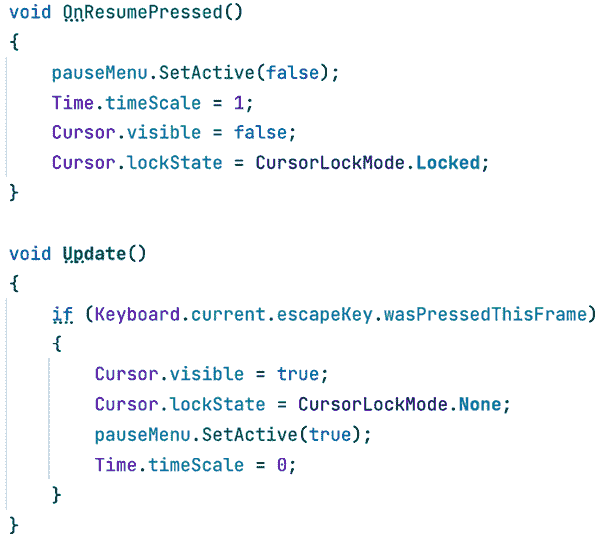 void OnResumePressed()
{
    pauseMenu.SetActive(false);
    Time.timeScale = 1;
    Cursor.visible = false;
    Cursor.lockState = CursorLockMode.Locked;
}

void Update()
{
    if (Keyboard.current.escapeKey.wasPressedThisFrame)
    {
        Cursor.visible = true;
        Cursor.lockState = CursorLockMode.None;
        pauseMenu.SetActive(true);
        Time.timeScale = 0;
    }
}